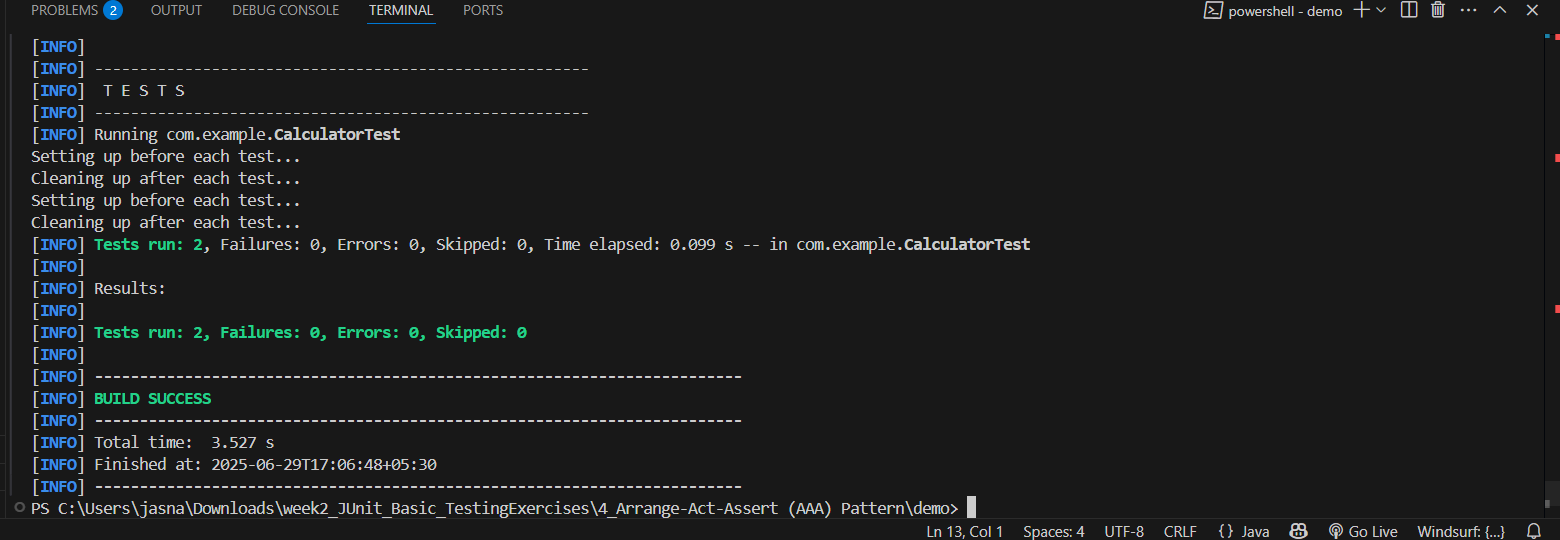 PROBLEMS 2 OUTPUT DEBUG CONSOLE TERMINAL PORTS powershell - demo
[INFO]
[INFO] -------------------------------------------------------
[INFO]  T E S T S
[INFO] -------------------------------------------------------
[INFO] Running com.example.CalculatorTest
Setting up before each test...
Cleaning up after each test...
Setting up before each test...
Cleaning up after each test...
[INFO] Tests run: 2, Failures: 0, Errors: 0, Skipped: 0, Time elapsed: 0.099 s -- in com.example.CalculatorTest
[INFO]
[INFO] Results:
[INFO]
[INFO] Tests run: 2, Failures: 0, Errors: 0, Skipped: 0
[INFO]
[INFO] ------------------------------------------------------------------------
[INFO] BUILD SUCCESS
[INFO] ------------------------------------------------------------------------
[INFO] Total time:  3.527 s
[INFO] Finished at: 2025-06-29T17:06:48+05:30
[INFO] ------------------------------------------------------------------------
PS C:\Users\jasna\Downloads\week2_JUnit_Basic_TestingExercises\4_Arrange-Act-Assert (AAA) Pattern\demo>
Ln 13, Col 1 Spaces: 4 UTF-8 CRLF {} Java Go Live Windsurf: {...}